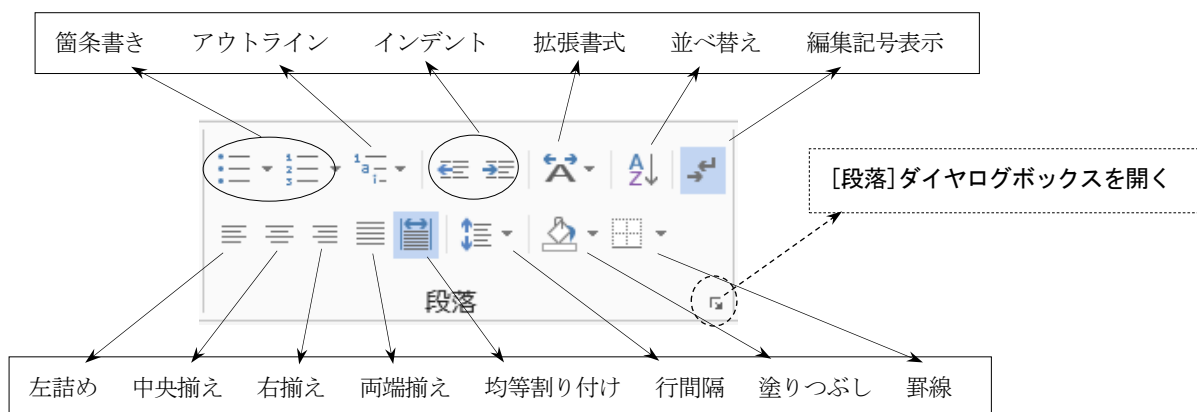 箇条書き アウトライン インデント 拡張書式 並べ替え 編集記号表示
[段落]ダイヤログボックスを開く
段落
左詰め 中央揃え 右揃え 両端揃え 均等割り付け 行間隔 塗りつぶし 罫線